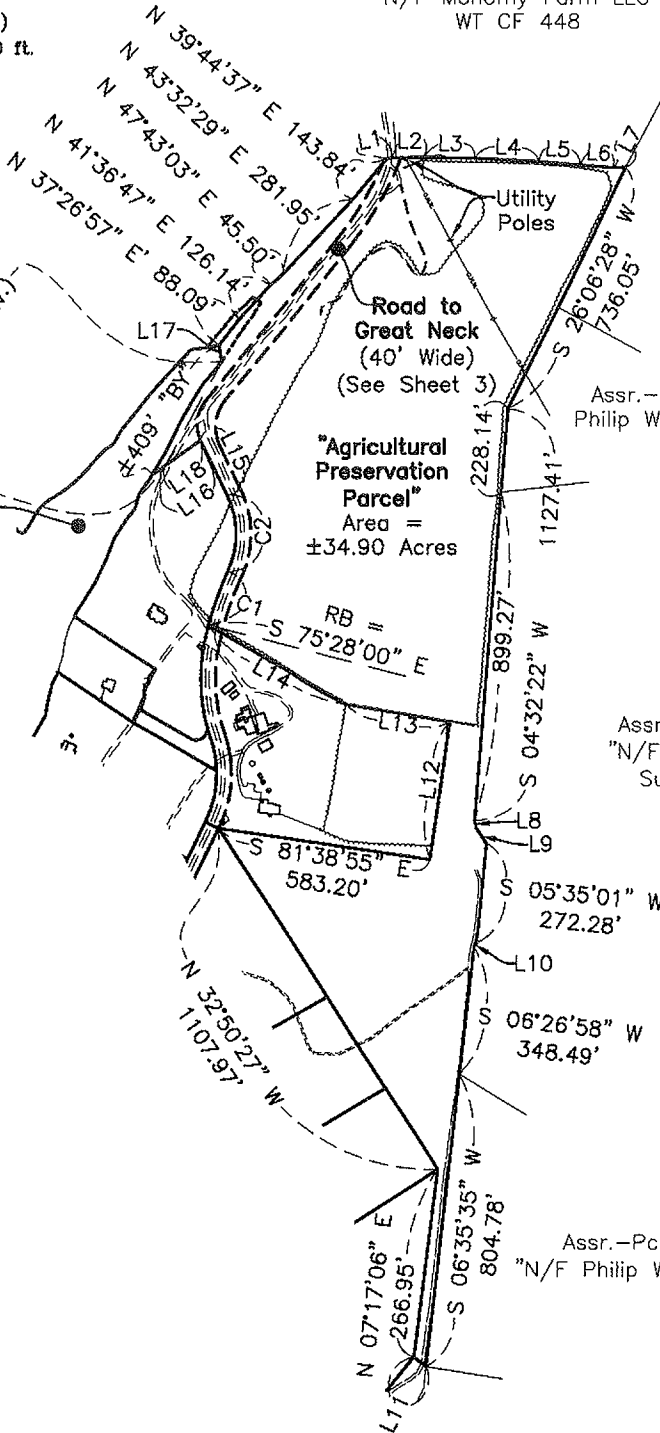 N/F Monomy Farm LLC
WT CF 448
)
ft.
N 39°44'37" E 143.84'
N 43°32'29" E 281.95'
N 47°43'03" E 45.50'
N 41°36'47" E 126.14'
N 37°26'57" E' 88.09'
L1
L2
L3
L4
L5
L6
L7
Utility
Poles
S 26°06'28" W
736.05'
Road to
Great Neck
(40' Wide)
(See Sheet 3)
L17
±409' "BY"
Assr.-
Philip W
228.14'
1127.41'
"Agricultural
Preservation
Parcel"
Area =
±34.90 Acres
L15
L18
L16
C2
C1
RB =
S 75°28'00" E
899.27'
S 04°32'22" W
L14
L13
L12
Assr
"N/F
Su
L8
L9
S 81°38'55" E
583.20'
S 05°35'01" W
272.28'
L10
N 32°50'27" W
1107.97'
S 06°26'58" W
348.49'
S 06°35'35" W
804.78'
N 07°17'06" E
266.95'
Assr.-Pc
"N/F Philip W
L11